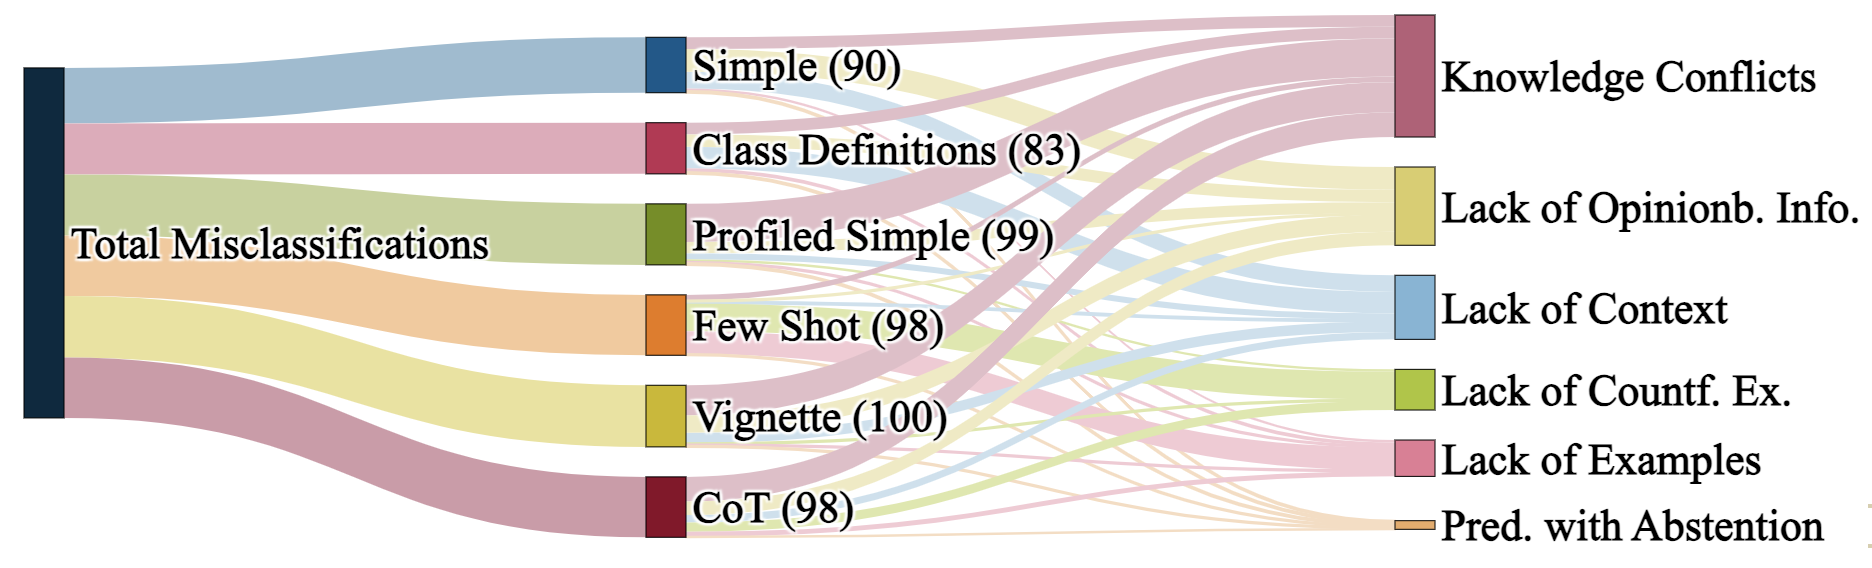 Total Misclassifications
Simple (90)
Class Definitions (83)
Profiled Simple (99)
Few Shot (98)
Vignette (100)
CoT (98)
Knowledge Conflicts
Lack of Opinionb. Info.
Lack of Context
Lack of Countf. Ex.
Lack of Examples
Pred. with Abstention